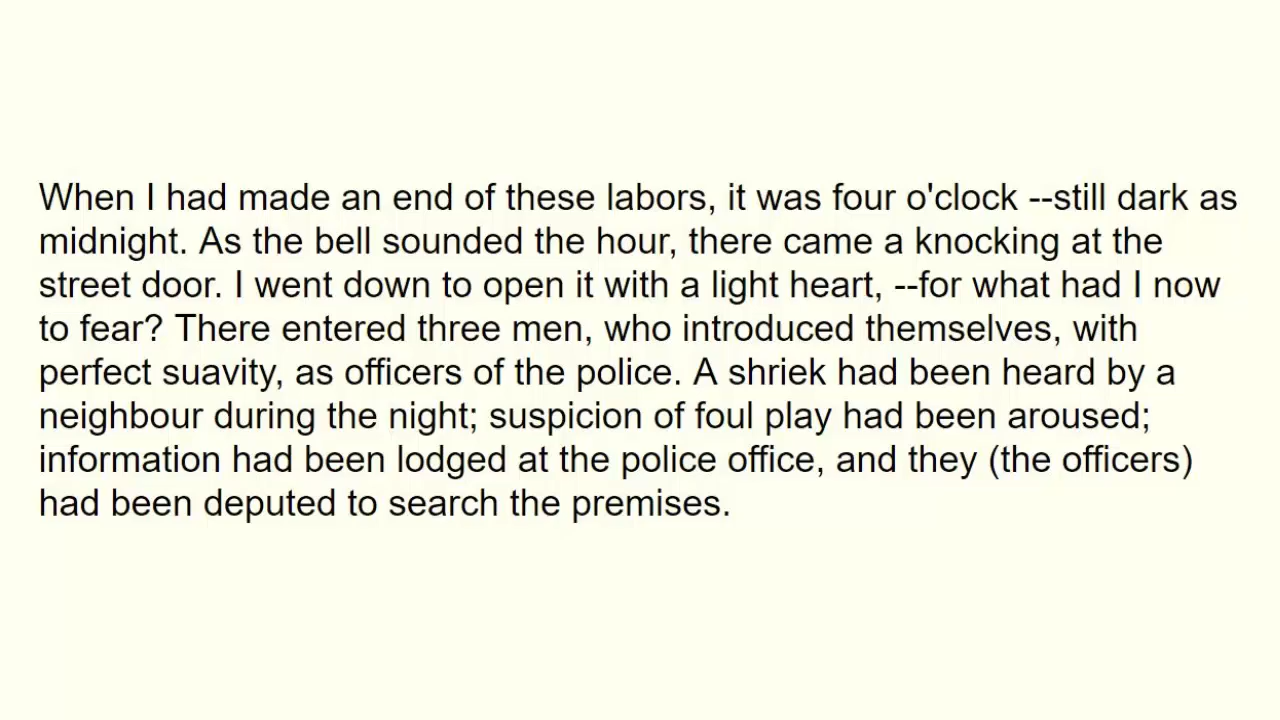 When I had made an end of these labors, it was four o'clock --still dark as
midnight. As the bell sounded the hour, there came a knocking at the
street door. I went down to open it with a light heart, --for what had I now
to fear? There entered three men, who introduced themselves, with
perfect suavity, as officers of the police. A shriek had been heard by a
neighbour during the night; suspicion of foul play had been aroused;
information had been lodged at the police office, and they (the officers)
had been deputed to search the premises.